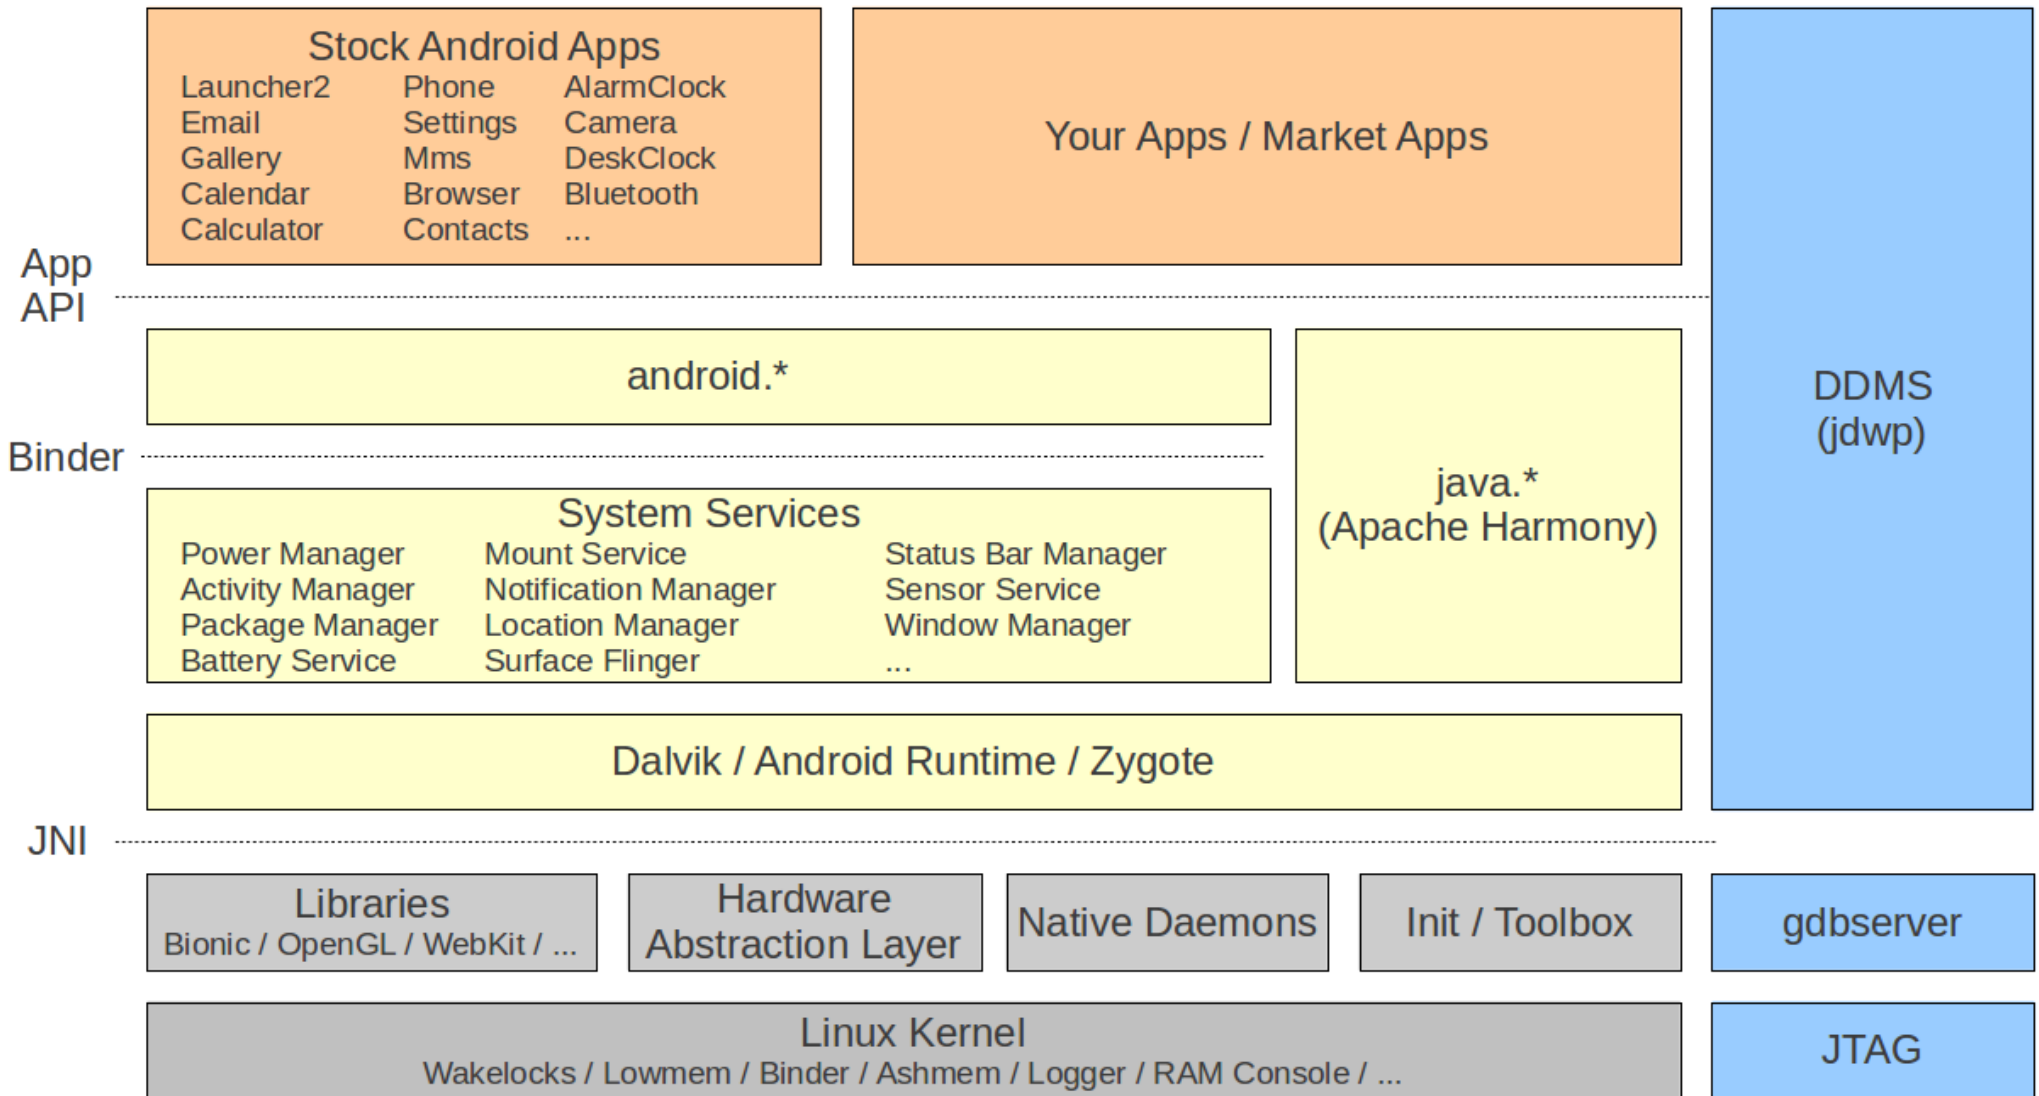 Stock Android Apps
Launcher2 Phone AlarmClock
Email Settings Camera
Gallery Mms DeskClock
Calendar Browser Bluetooth
Calculator Contacts ...
Your Apps / Market Apps
App
API
android.*
Binder
System Services
Power Manager Mount Service Status Bar Manager
Activity Manager Notification Manager Sensor Service
Package Manager Location Manager Window Manager
Battery Service Surface Flinger ...
java.*
(Apache Harmony)
DDMS
(jdwp)
Dalvik / Android Runtime / Zygote
JNI
Libraries
Bionic / OpenGL / WebKit / ...
Hardware
Abstraction Layer
Native Daemons
Init / Toolbox
gdbserver
Linux Kernel
Wakelocks / Lowmem / Binder / Ashmem / Logger / RAM Console / ...
JTAG